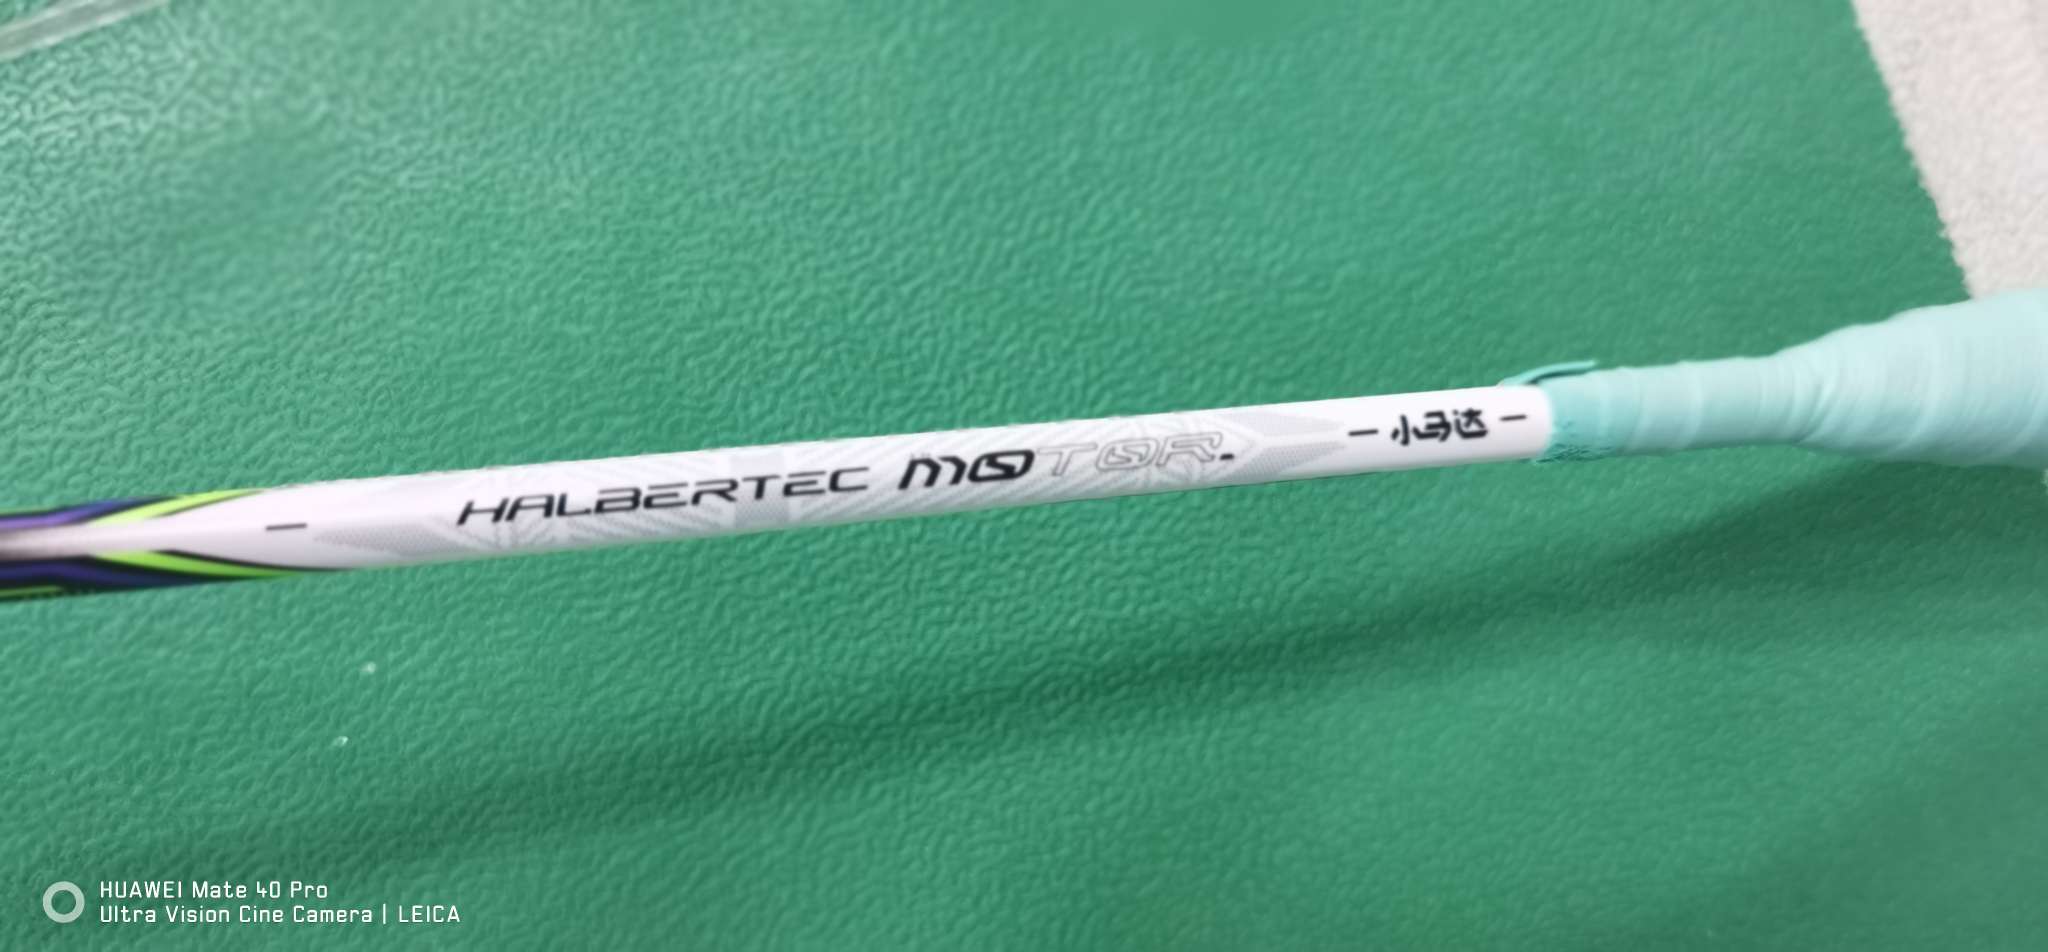 HALBERTEC MOTOR
小马达
HUAWEI Mate 40 Pro
Ultra Vision Cine Camera | LEICA